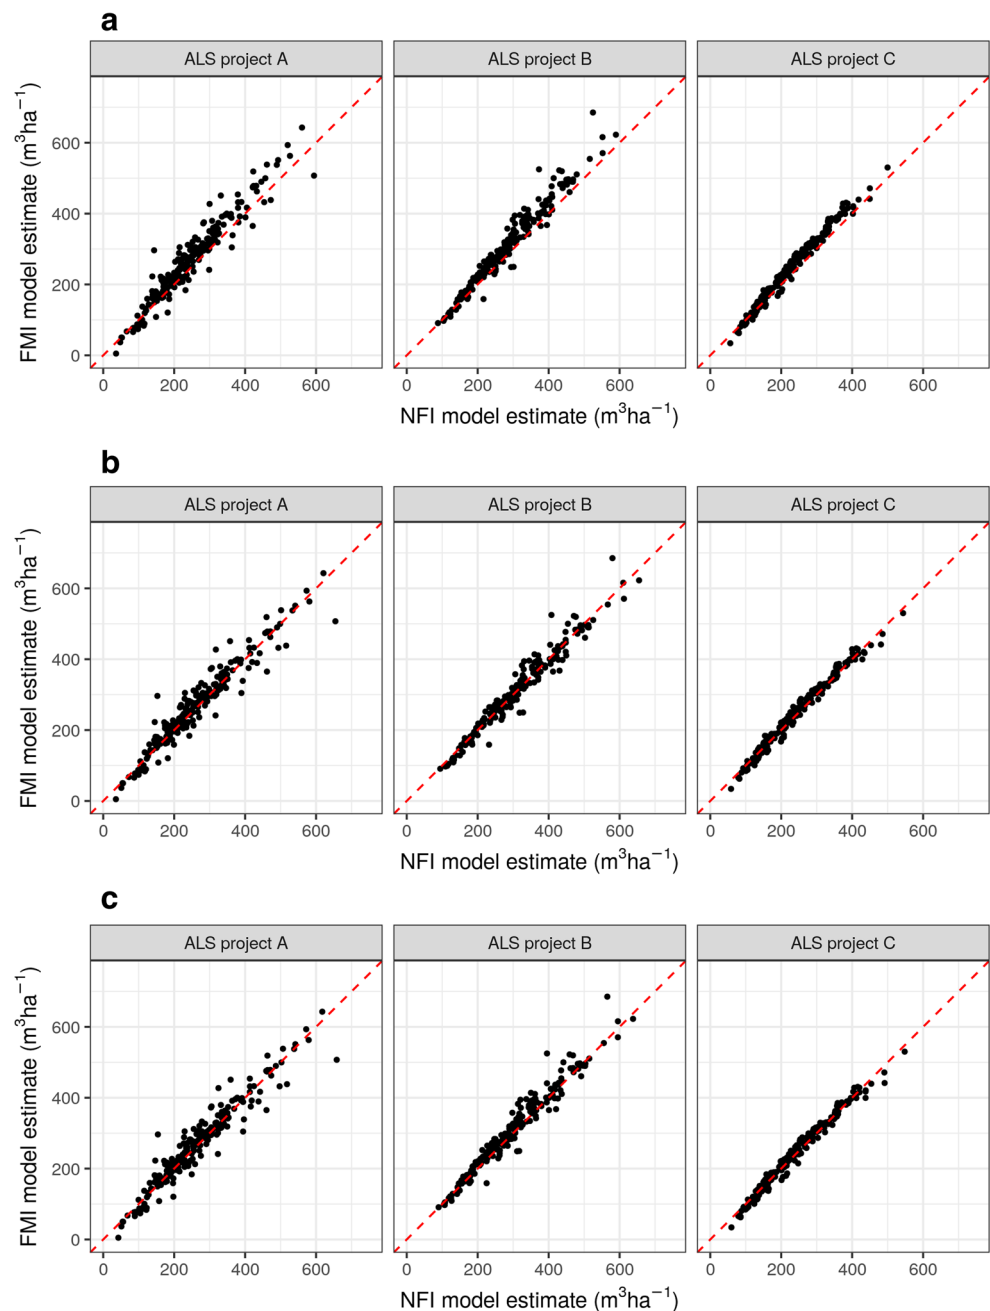 a
ALS project A ALS project B ALS project C
FMI model estimate (m³ha⁻¹)
600
400
200
0
0 200 400 600 0 200 400 600 0 200 400 600
NFI model estimate (m³ha⁻¹)
b
ALS project A ALS project B ALS project C
FMI model estimate (m³ha⁻¹)
600
400
200
0
0 200 400 600 0 200 400 600 0 200 400 600
NFI model estimate (m³ha⁻¹)
c
ALS project A ALS project B ALS project C
FMI model estimate (m³ha⁻¹)
600
400
200
0
0 200 400 600 0 200 400 600 0 200 400 600
NFI model estimate (m³ha⁻¹)